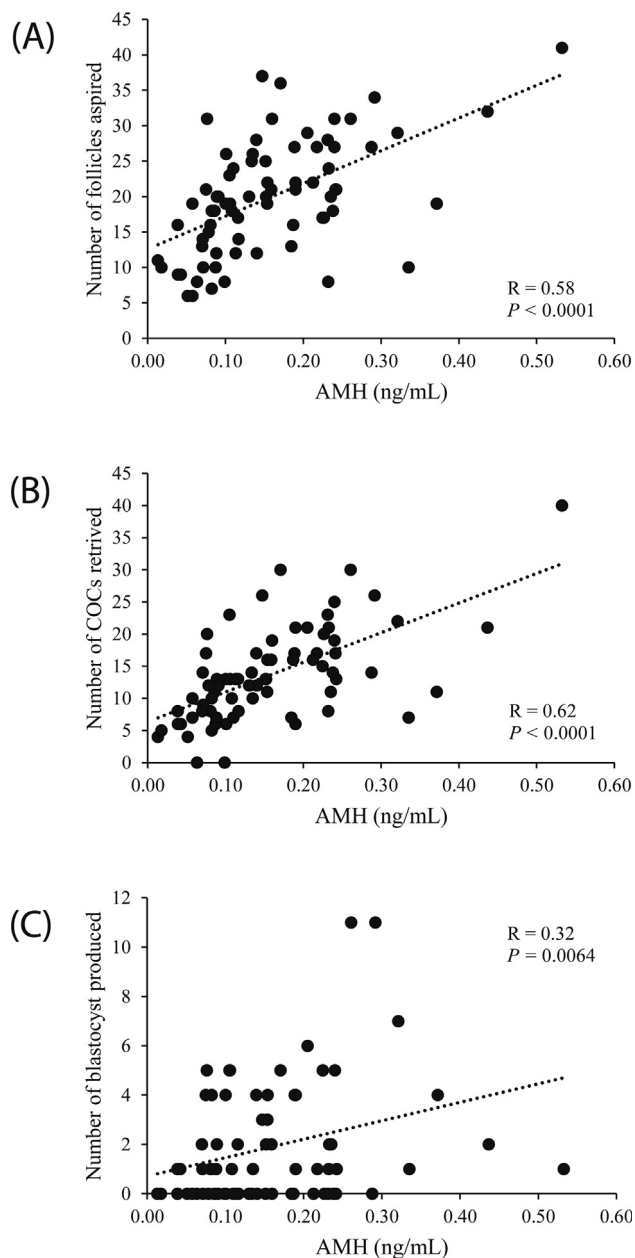 (A)
Number of follicles aspired
45
40
35
30
25
20
15
10
5
0
R = 0.58
P < 0.0001
0.00 0.10 0.20 0.30 0.40 0.50 0.60
AMH (ng/mL)
(B)
Number of COCs retrived
45
40
35
30
25
20
15
10
5
0
R = 0.62
P < 0.0001
0.00 0.10 0.20 0.30 0.40 0.50 0.60
AMH (ng/mL)
(C)
Number of blastocyst produced
12
10
8
6
4
2
0
R = 0.32
P = 0.0064
0.00 0.10 0.20 0.30 0.40 0.50 0.60
AMH (ng/mL)